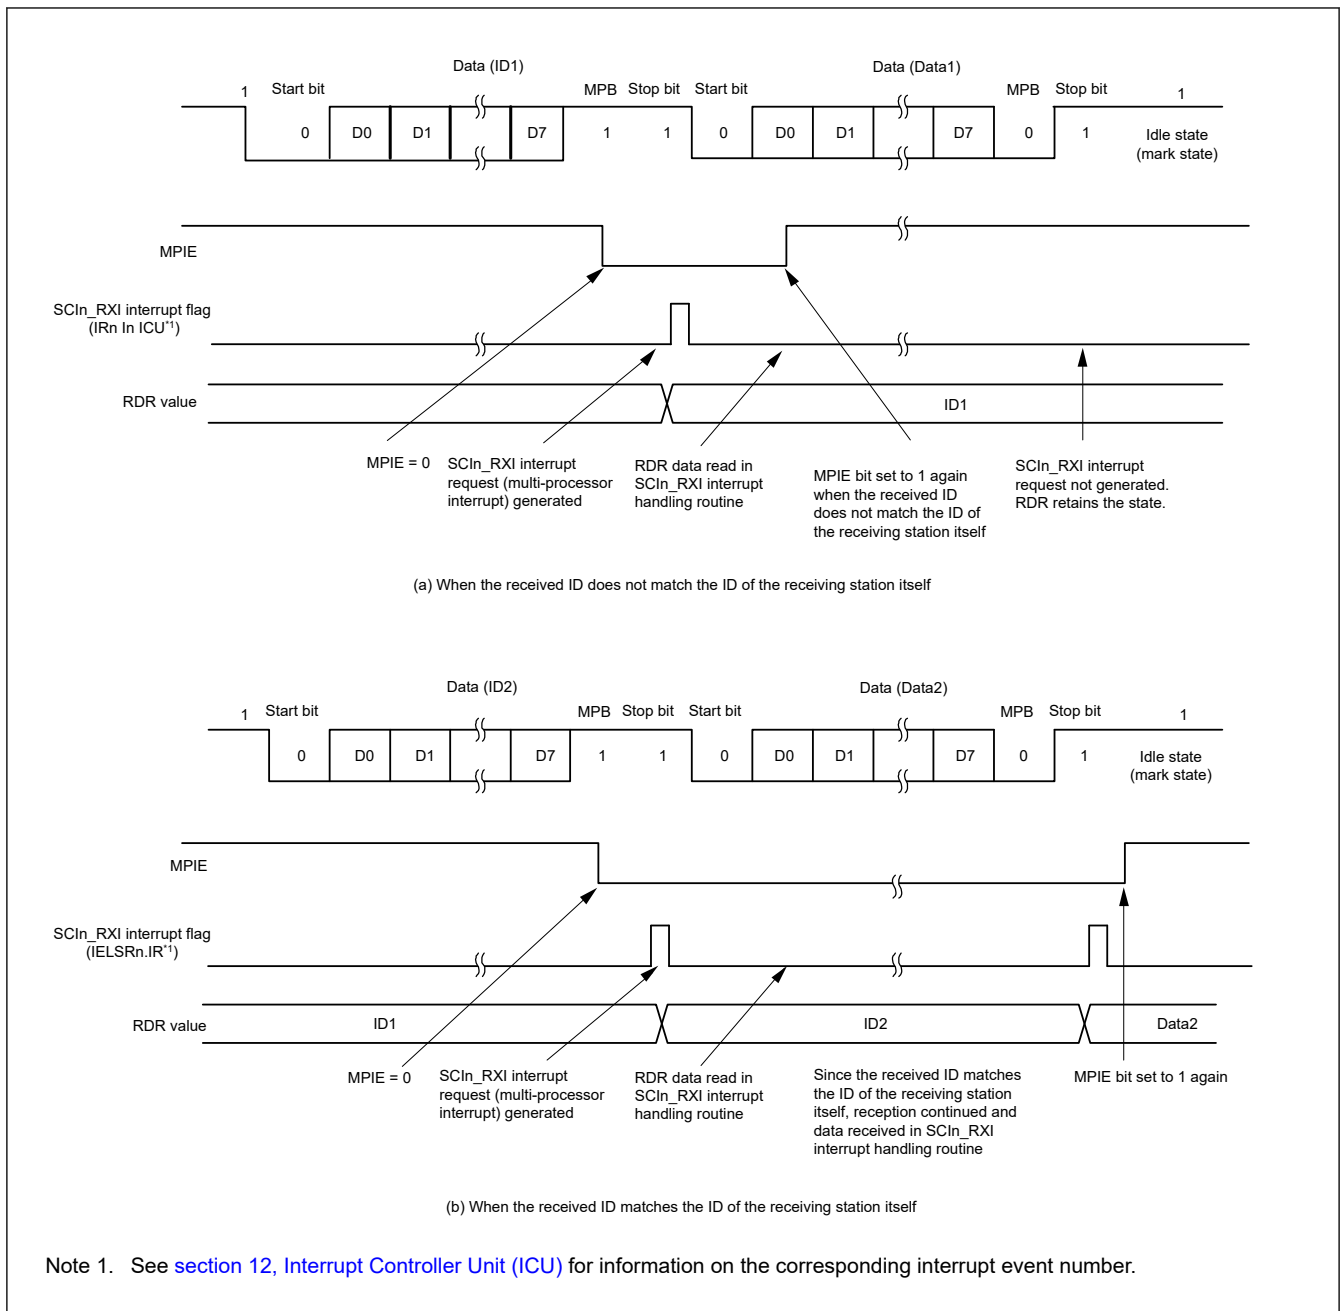 Data (ID1)
Data (Data1)
1 Start bit MPB Stop bit Start bit MPB Stop bit 1
0 D0 D1 D7 1 1 0 D0 D1 D7 0 1 Idle state
(mark state)
MPIE
SCIn_RXI interrupt flag
(IRn In ICU*1)
RDR value
ID1
MPIE = 0
SCIn_RXI interrupt
request (multi-processor
interrupt) generated
RDR data read in
SCIn_RXI interrupt
handling routine
MPIE bit set to 1 again
when the received ID
does not match the ID of
the receiving station itself
SCIn_RXI interrupt
request not generated.
RDR retains the state.
(a) When the received ID does not match the ID of the receiving station itself
Data (ID2)
Data (Data2)
1 Start bit MPB Stop bit Start bit MPB Stop bit 1
0 D0 D1 D7 1 1 0 D0 D1 D7 0 1 Idle state
(mark state)
MPIE
SCIn_RXI interrupt flag
(IELSRn.IR*1)
RDR value
ID1
ID2
Data2
MPIE = 0
SCIn_RXI interrupt
request (multi-processor
interrupt) generated
RDR data read in
SCIn_RXI interrupt
handling routine
Since the received ID matches
the ID of the receiving station
itself, reception continued and
data received in SCIn_RXI
interrupt handling routine
MPIE bit set to 1 again
(b) When the received ID matches the ID of the receiving station itself
Note 1. See section 12, Interrupt Controller Unit (ICU) for information on the corresponding interrupt event number.